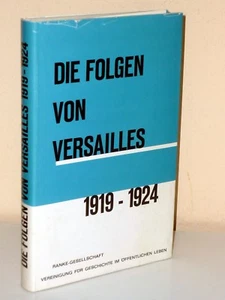 DIE FOLGEN VON VERSAILLES 1919-1924
DIE FOLGEN
VON
VERSAILLES
1919 - 1924
RANKE-GESELLSCHAFT
VEREINIGUNG FÜR GESCHICHTE IM ÖFFENTLICHEN LEBEN